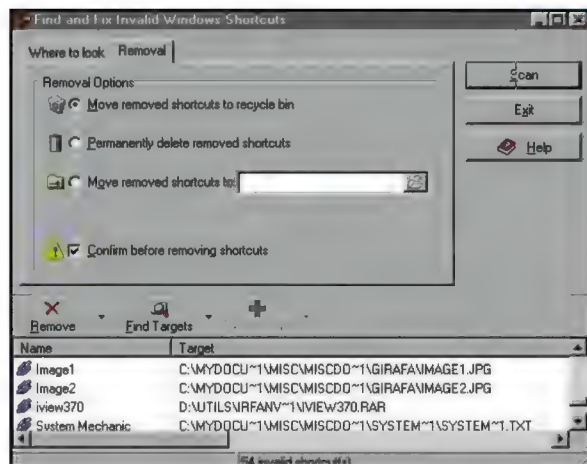 Find and Fix Invalid Windows Shortcuts
Where to look Removal
Removal Options
Move removed shortcuts to recycle bin
Permanently delete removed shortcuts
Move removed shortcuts to:
Confirm before removing shortcuts
Scan
Exit
Help
Remove Find Targets
Name Target
Image1 C:\MYDOCU~1\MISC\MISCDO~1\GIRAFA\IMAGE1.JPG
Image2 C:\MYDOCU~1\MISC\MISCDO~1\GIRAFA\IMAGE2.JPG
iview370 D:\UTILS\IRFANV~1\IVIEW370.RAR
System Mechanic C:\MYDOCU~1\MISC\MISCDO~1\SYSTEM~1\SYSTEM~1.TXT
54 invalid shortcut(s)